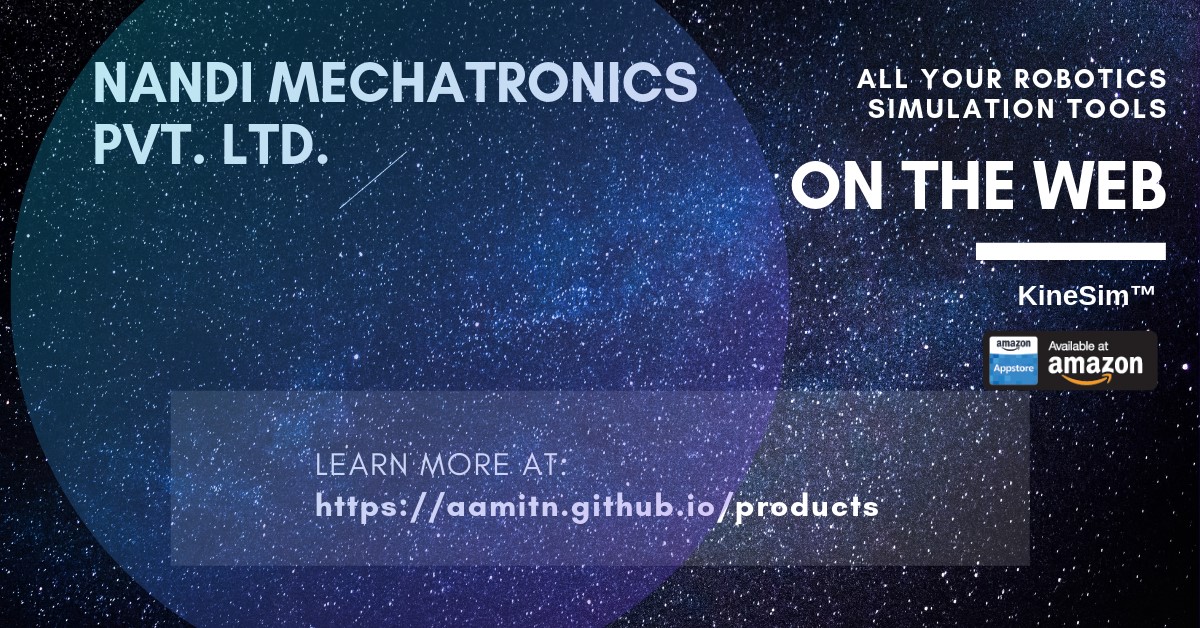 NANDI MECHATRONICS
PVT. LTD.
ALL YOUR ROBOTICS
SIMULATION TOOLS
ON THE WEB
KineSim™
amazon
Appstore
Available at
amazon
LEARN MORE AT:
https://aamitn.github.io/products